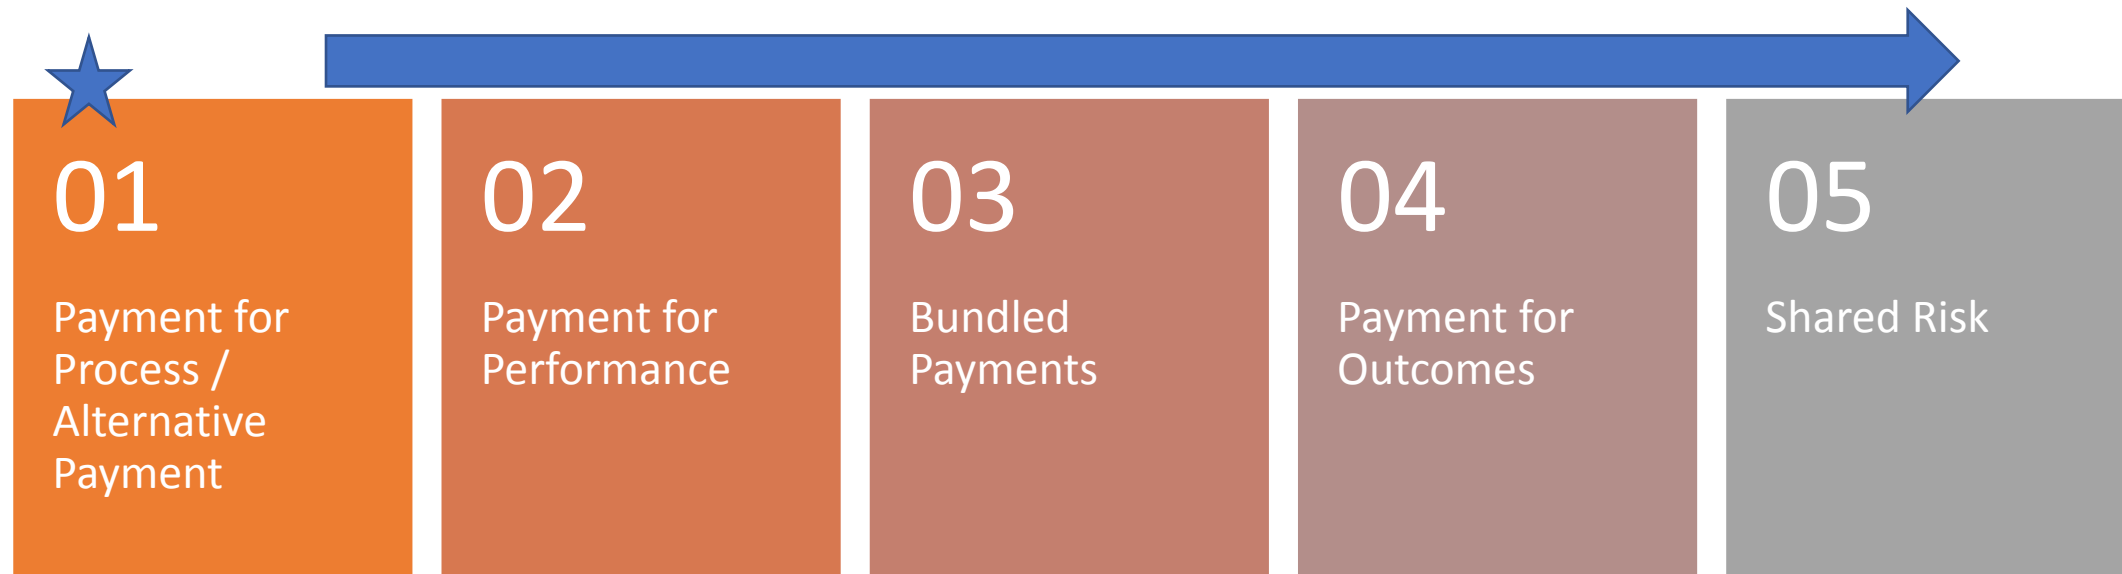 01
Payment for
Process /
Alternative
Payment
02
Payment for
Performance
03
Bundled
Payments
04
Payment for
Outcomes
05
Shared Risk